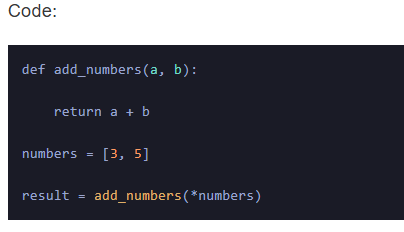 Code:
def add_numbers(a, b):
    return a + b
numbers = [3, 5]
result = add_numbers(*numbers)